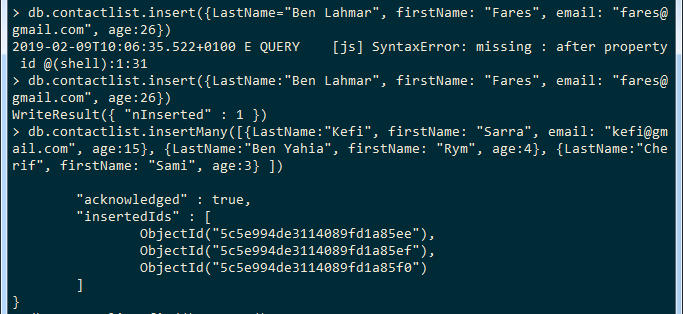 > db.contactlist.insert({LastName="Ben Lahmar", firstName: "Fares", email: "fares@
gmail.com", age:26})
2019-02-09T10:06:35.522+0100 E QUERY    [js] SyntaxError: missing : after property
 id @(shell):1:31
> db.contactlist.insert({LastName:"Ben Lahmar", firstName: "Fares", email: "fares@
gmail.com", age:26})
WriteResult({ "nInserted" : 1 })
> db.contactlist.insertMany([{LastName:"Kefi", firstName: "Sarra", email: "kefi@gm
ail.com", age:15}, {LastName:"Ben Yahia", firstName: "Rym", age:4}, {LastName:"Che
rif", firstName: "Sami", age:3} ])
        "acknowledged" : true,
        "insertedIds" : [
                ObjectId("5c5e994de3114089fd1a85ee"),
                ObjectId("5c5e994de3114089fd1a85ef"),
                ObjectId("5c5e994de3114089fd1a85f0")
        ]
}